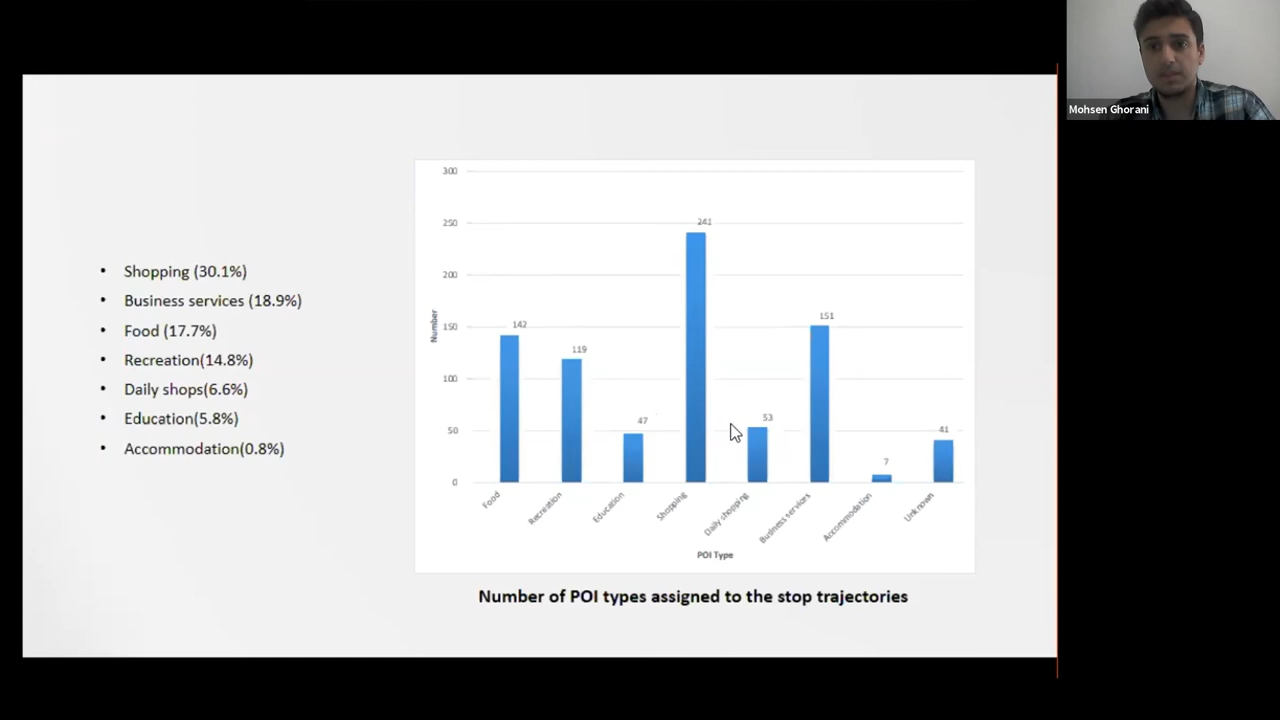 Mohsen Ghorani
• Shopping (30.1%)
• Business services (18.9%)
• Food (17.7%)
• Recreation(14.8%)
• Daily shops(6.6%)
• Education(5.8%)
• Accommodation(0.8%)
300
250
200
150
100
50
0
Number
142
119
47
241
53
151
7
41
Food
Recreation
Education
Shopping
Daily shopping
Business services
Accommodation
Unknown
POI Type
Number of POI types assigned to the stop trajectories